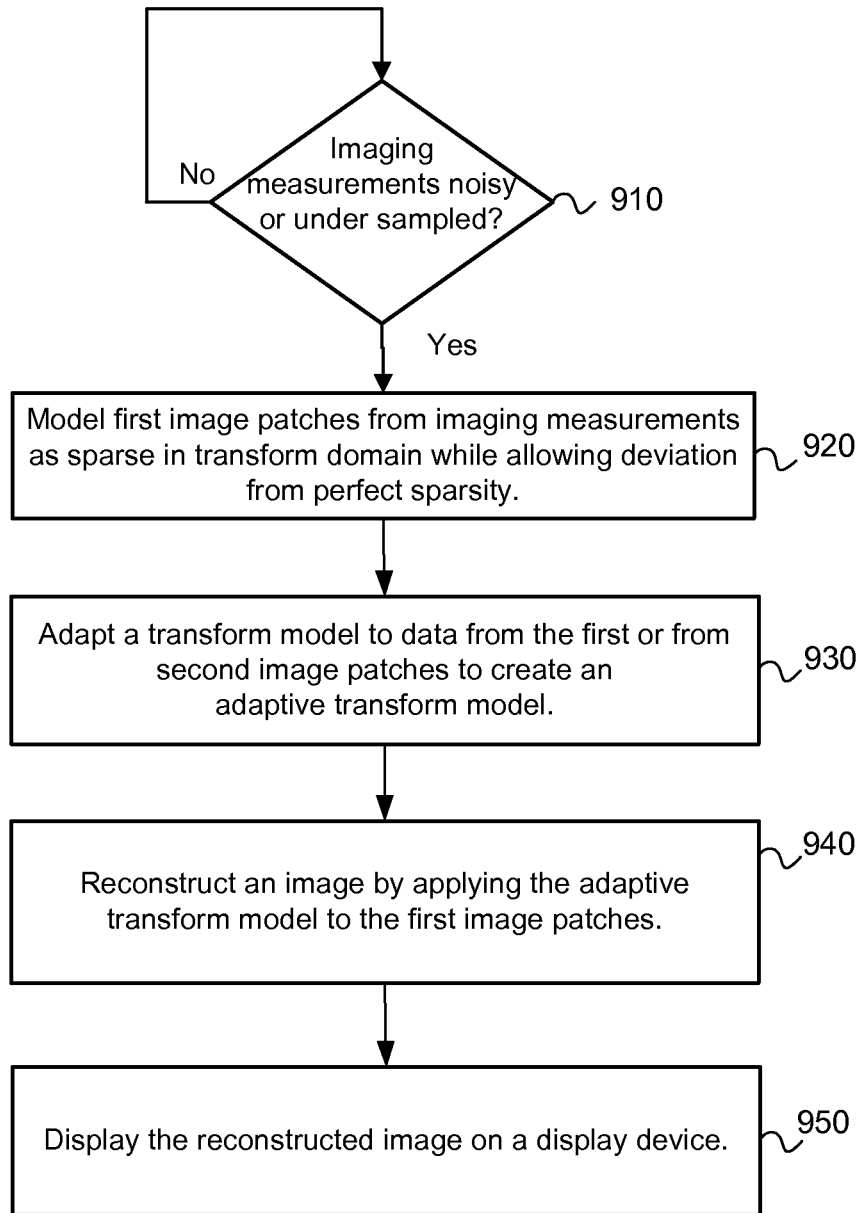 Imaging
measurements noisy
or under sampled?
No
910
Yes
Model first image patches from imaging measurements
as sparse in transform domain while allowing deviation
from perfect sparsity.
920
Adapt a transform model to data from the first or from
second image patches to create an
adaptive transform model.
930
Reconstruct an image by applying the adaptive
transform model to the first image patches.
940
Display the reconstructed image on a display device.
950